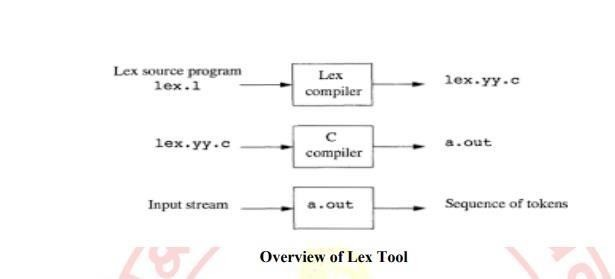 Lex source program
lex.l
Lex
compiler
lex.yy.c
lex.yy.c
C
compiler
a.out
Input stream
a.out
Sequence of tokens
Overview of Lex Tool